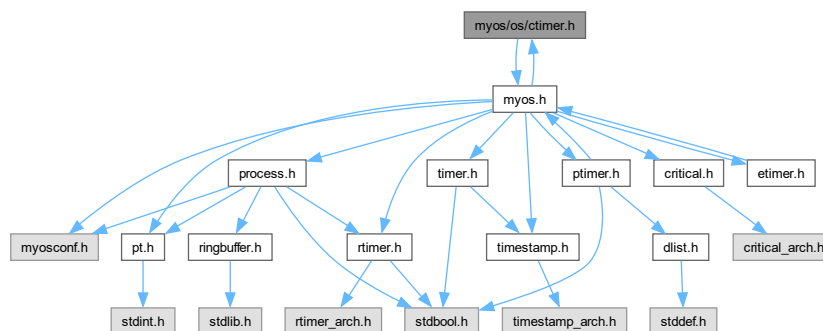 myos/os/ctimer.h
myos.h
process.h
timer.h
ptimer.h
critical.h
etimer.h
myosconf.h
pt.h
ringbuffer.h
rtimer.h
timestamp.h
dlist.h
critical_arch.h
stdint.h
stdlib.h
rtimer_arch.h
stdbool.h
timestamp_arch.h
stddef.h